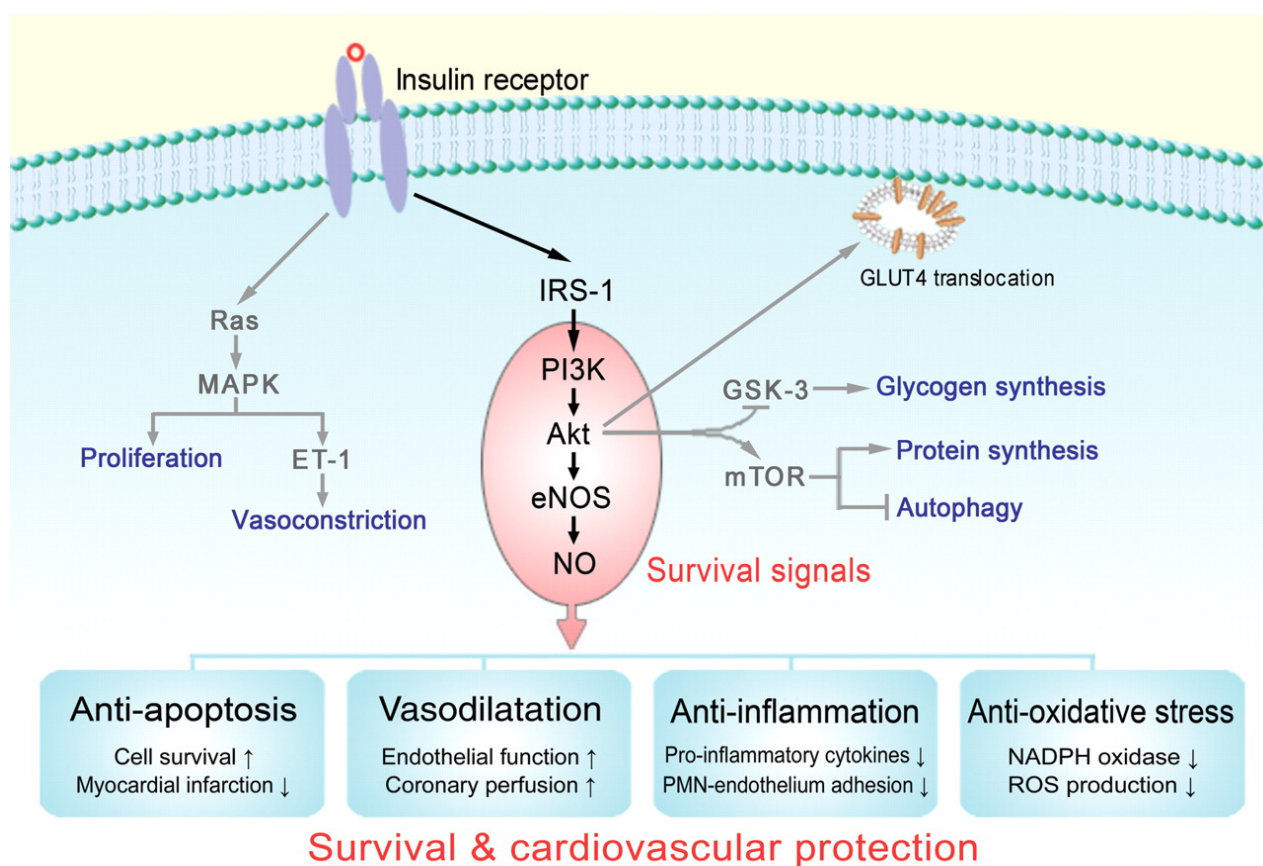 Insulin receptor
GLUT4 translocation
IRS-1
Ras
PI3K
MAPK
GSK-3
Glycogen synthesis
Akt
Proliferation
ET-1
mTOR
Protein synthesis
eNOS
Autophagy
Vasoconstriction
NO
Survival signals
Anti-apoptosis
Cell survival ↑
Myocardial infarction ↓
Vasodilatation
Endothelial function ↑
Coronary perfusion ↑
Anti-inflammation
Pro-inflammatory cytokines ↓
PMN-endothelium adhesion ↓
Anti-oxidative stress
NADPH oxidase ↓
ROS production ↓
Survival & cardiovascular protection